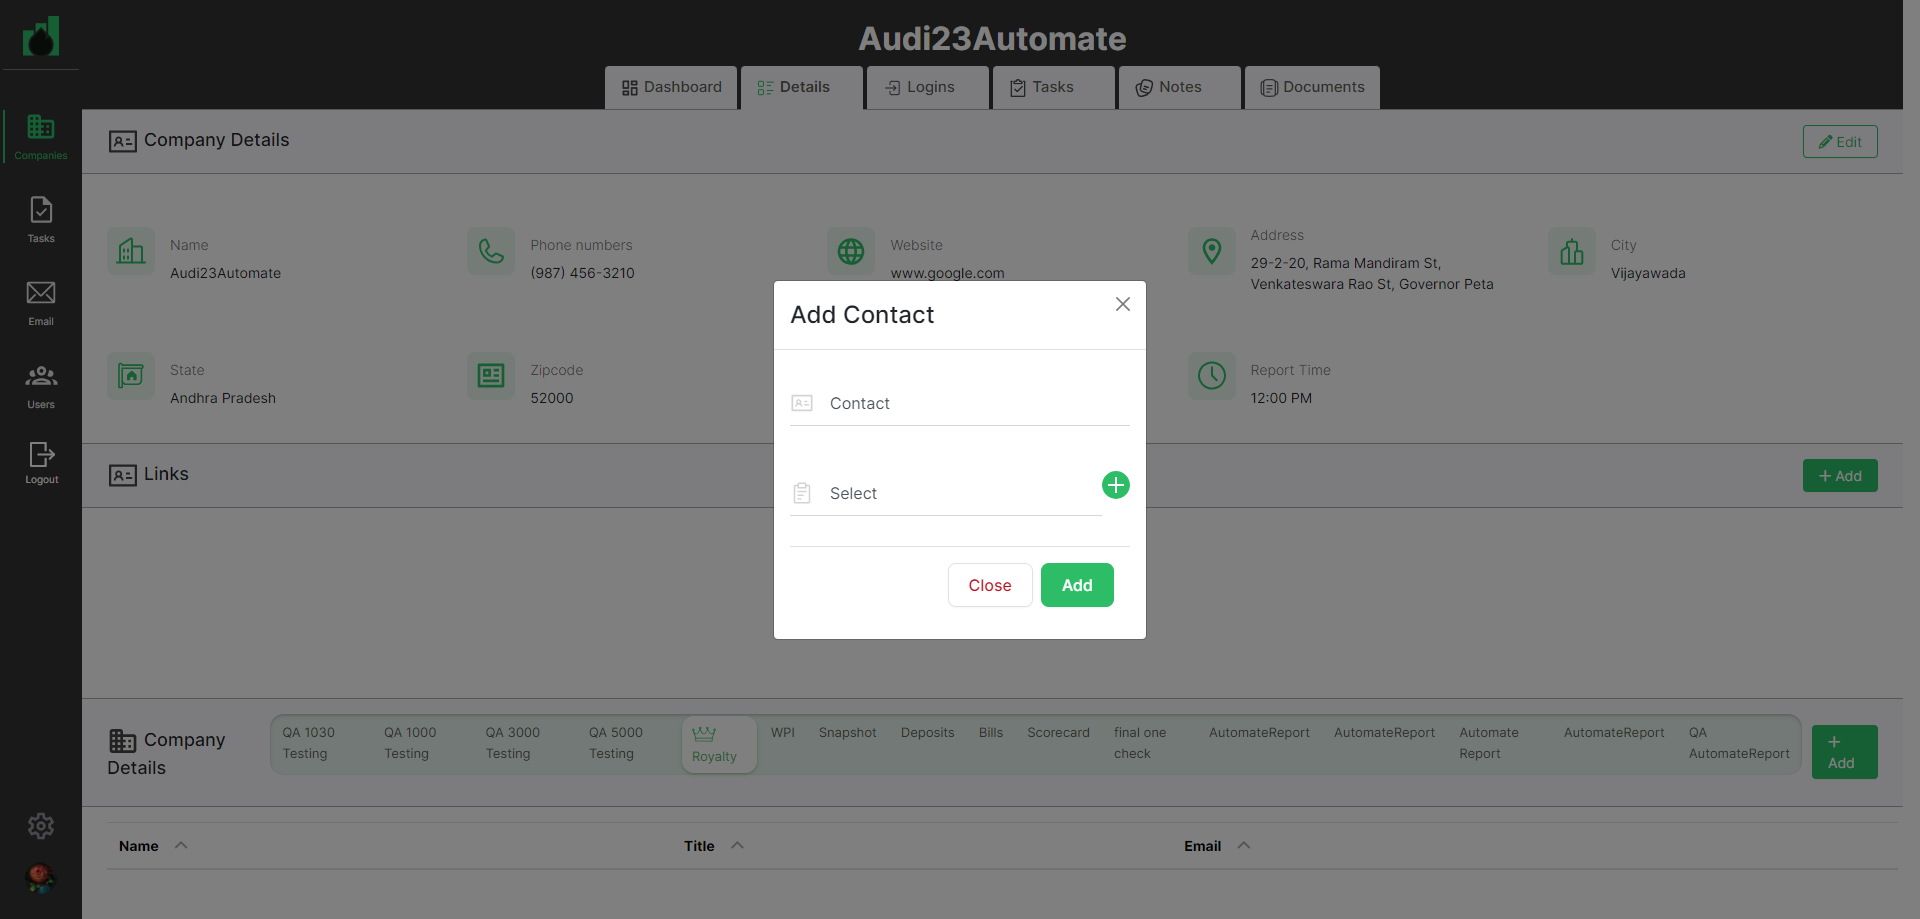 Audi23Automate
Dashboard
Details
Logins
Tasks
Notes
Documents
Companies
Tasks
Email
Users
Logout
Company Details
Edit
Name
Audi23Automate
Phone numbers
(987) 456-3210
Website
www.google.com
Address
29-2-20, Rama Mandiram St,
Venkateswara Rao St, Governor Peta
City
Vijayawada
State
Andhra Pradesh
Zipcode
52000
Report Time
12:00 PM
Add Contact
Contact
Select
Close
Add
Links
+ Add
Company
Details
QA 1030
Testing
QA 1000
Testing
QA 3000
Testing
QA 5000
Testing
Royalty
WPI
Snapshot
Deposits
Bills
Scorecard
final one
check
AutomateReport
AutomateReport
Automate
Report
AutomateReport
QA
AutomateReport
+
Add
Name
Title
Email